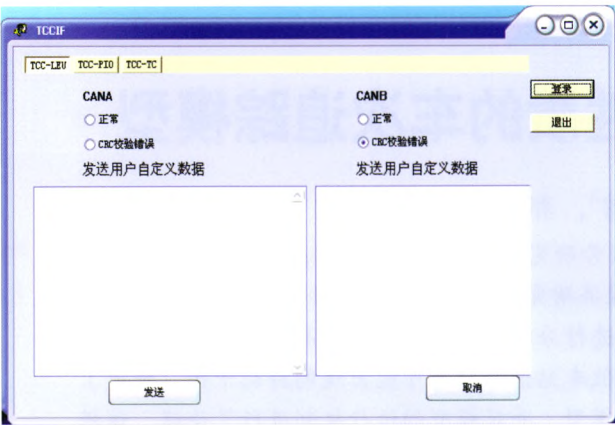 TCCIF
TCC-LEU TCC-PIO TCC-TC
CANA
正常
CRC校验错误
发送用户自定义数据
CANB
正常
CRC校验错误
发送用户自定义数据
登录
退出
发送
取消